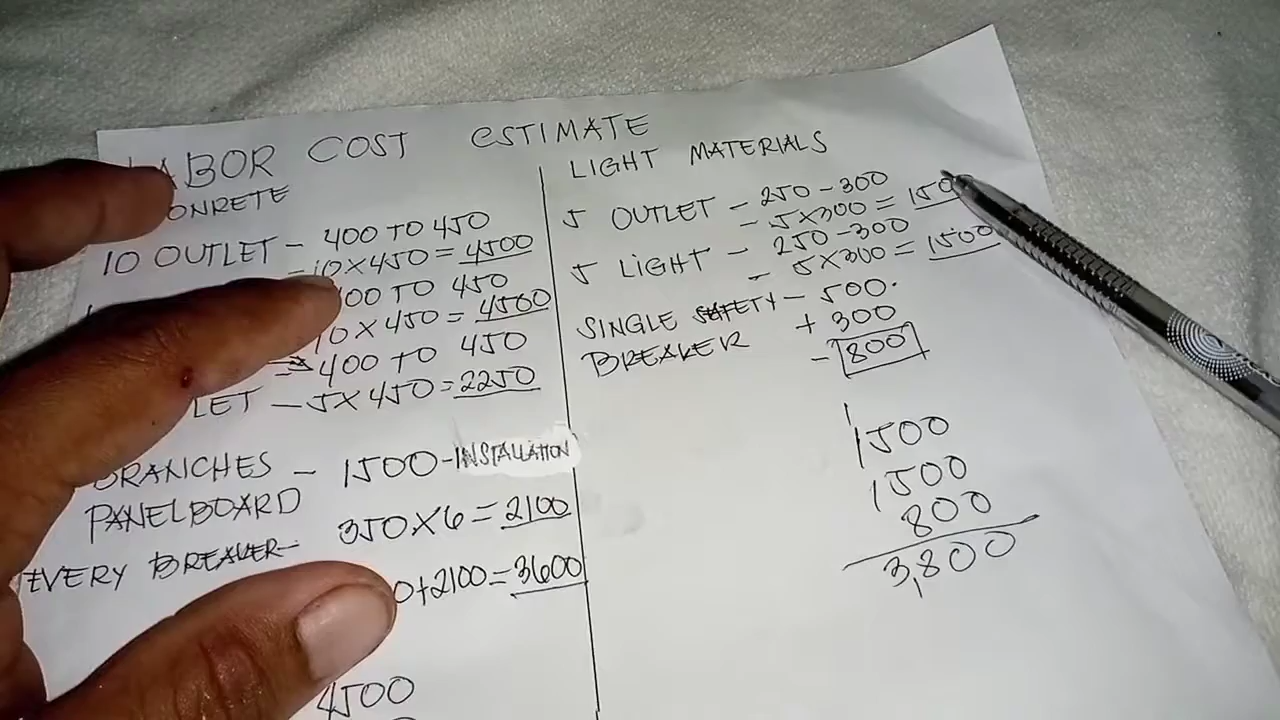 LABOR COST ESTIMATE
CONRETE
10 OUTLET - 400 TO 450
- 10 X 450 = 4500
400 TO 450
10 X 450 = 4500
400 TO 450
LET - 5 X 450 = 2250
BRANCHES - 1500 - INSTALLATION
PANELBOARD
350 X 6 = 2100
EVERY BREAKER -
0 + 2100 = 3600
4500
LIGHT MATERIALS
5 OUTLET - 250 - 300
- 5 X 300 = 1500
5 LIGHT - 250 - 300
- 5 X 300 = 1500
SINGLE SAFETY - 500.
BREAKER + 300
- 800
1
1500
1500
800
3,800